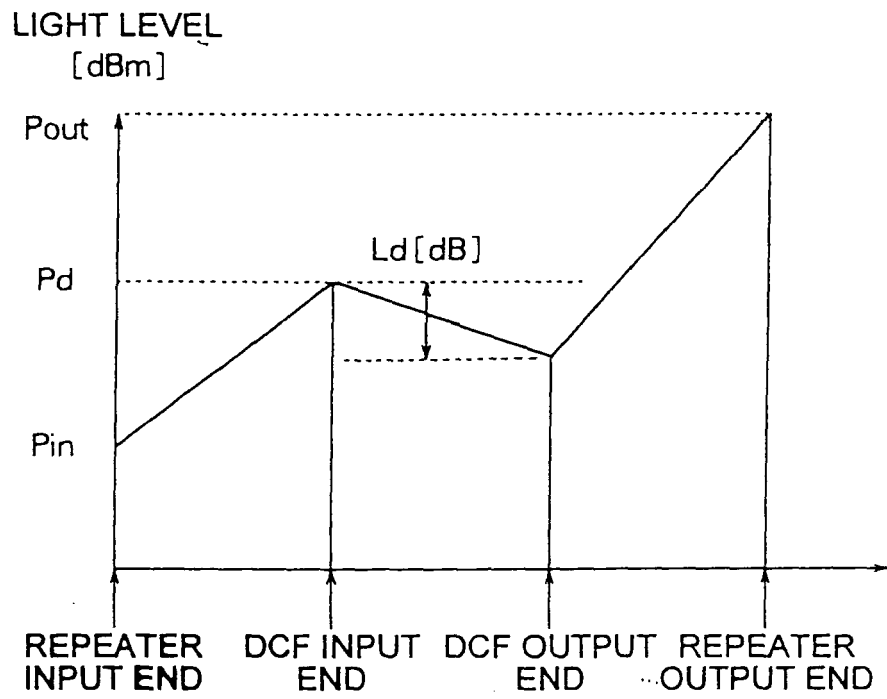 LIGHT LEVEL
[dBm]
Pout
Ld[dB]
Pd
Pin
REPEATER
INPUT END
DCF INPUT
END
DCF OUTPUT
END
REPEATER
OUTPUT END